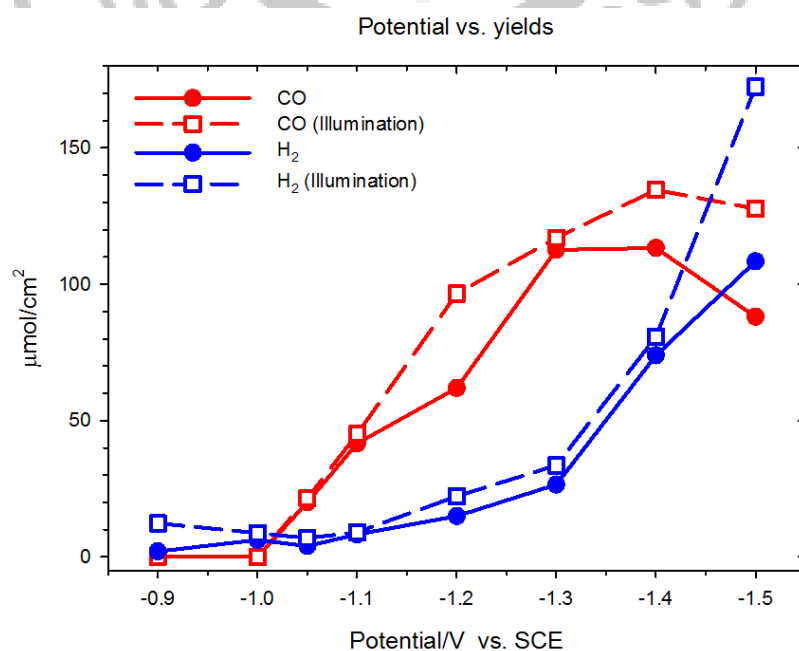 Potential vs. yields
CO
CO (Illumination)
H₂
H₂ (Illumination)
150
100
50
0
μmol/cm²
-0.9 -1.0 -1.1 -1.2 -1.3 -1.4 -1.5
Potential/V vs. SCE